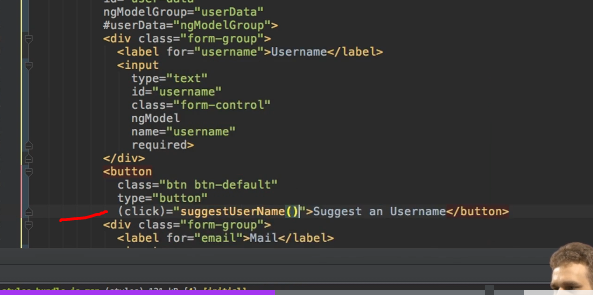 id="user-data"
ngModelGroup="userData"
#userData="ngModelGroup">
<div class="form-group">
<label for="username">Username</label>
<input
type="text"
id="username"
class="form-control"
ngModel
name="username"
required>
</div>
<button
class="btn btn-default"
type="button"
(click)="suggestUserName()">Suggest an Username</button>
<div class="form-group">
<label for="email">Mail</label>